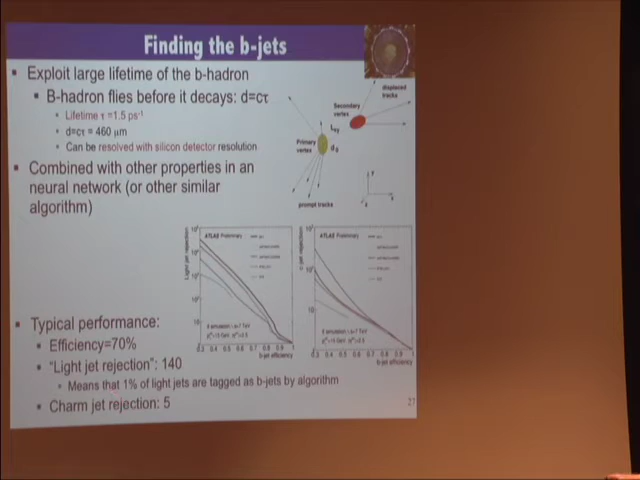 Finding the b-jets
Exploit large lifetime of the b-hadron
B-hadron flies before it decays: d=cτ
Lifetime τ =1.5 ps⁻¹
d=cτ = 460 μm
Can be resolved with silicon detector resolution
Combined with other properties in an
neural network (or other similar
algorithm)
displaced
tracks
Secondary
vertex
Primary
vertex
prompt tracks
Light jet rejection
ATLAS Preliminary
b-jet efficiency
c-jet rejection
ATLAS Preliminary
b-jet efficiency
Typical performance:
Efficiency=70%
"Light jet rejection": 140
Means that 1% of light jets are tagged as b-jets by algorithm
Charm jet rejection: 5
27